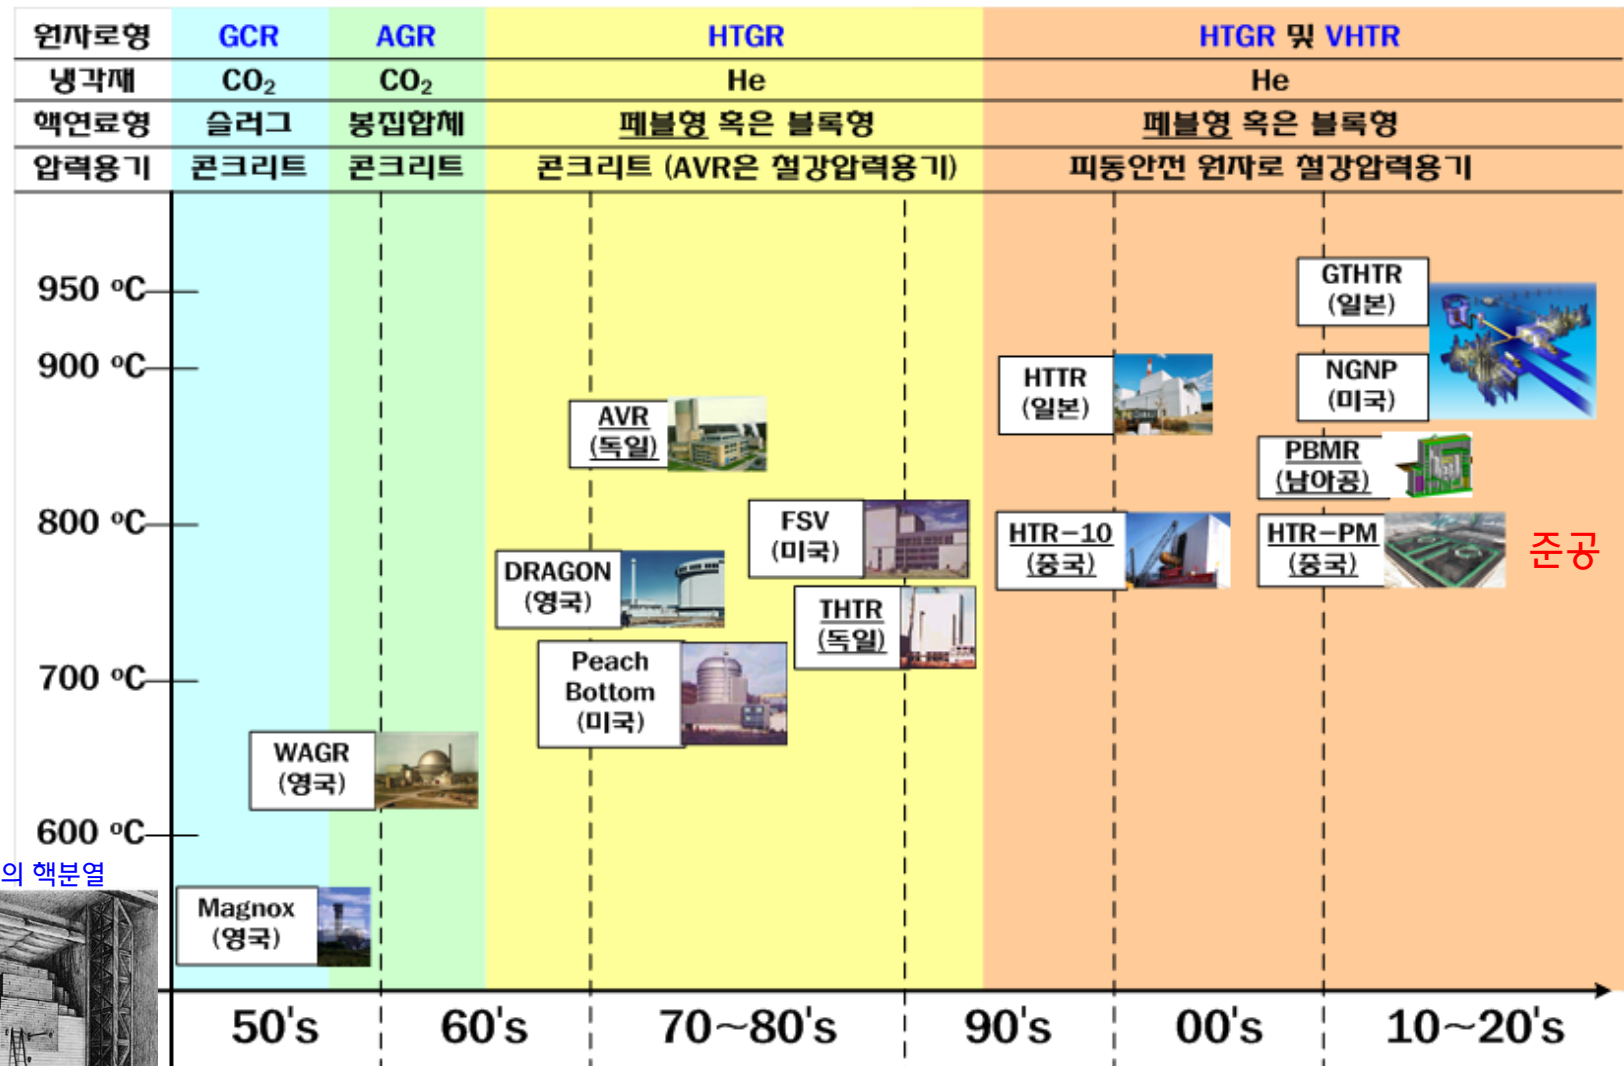 원자로형 GCR AGR HTGR HTGR 및 VHTR
냉각재 CO₂ CO₂ He He
핵연료형 슬러그 봉집합체 페블형 혹은 블록형 페블형 혹은 블록형
압력용기 콘크리트 콘크리트 콘크리트 (AVR은 철강압력용기) 피동안전 원자로 철강압력용기
950 ºC
900 ºC
800 ºC
700 ºC
600 ºC
GTHTR
(일본)
HTTR
(일본)
NGNP
(미국)
AVR
(독일)
PBMR
(남아공)
FSV
(미국)
HTR-10
(중국)
HTR-PM
(중국)
준공
DRAGON
(영국)
THTR
(독일)
Peach
Bottom
(미국)
WAGR
(영국)
의 핵분열
Magnox
(영국)
50's 60's 70~80's 90's 00's 10~20's